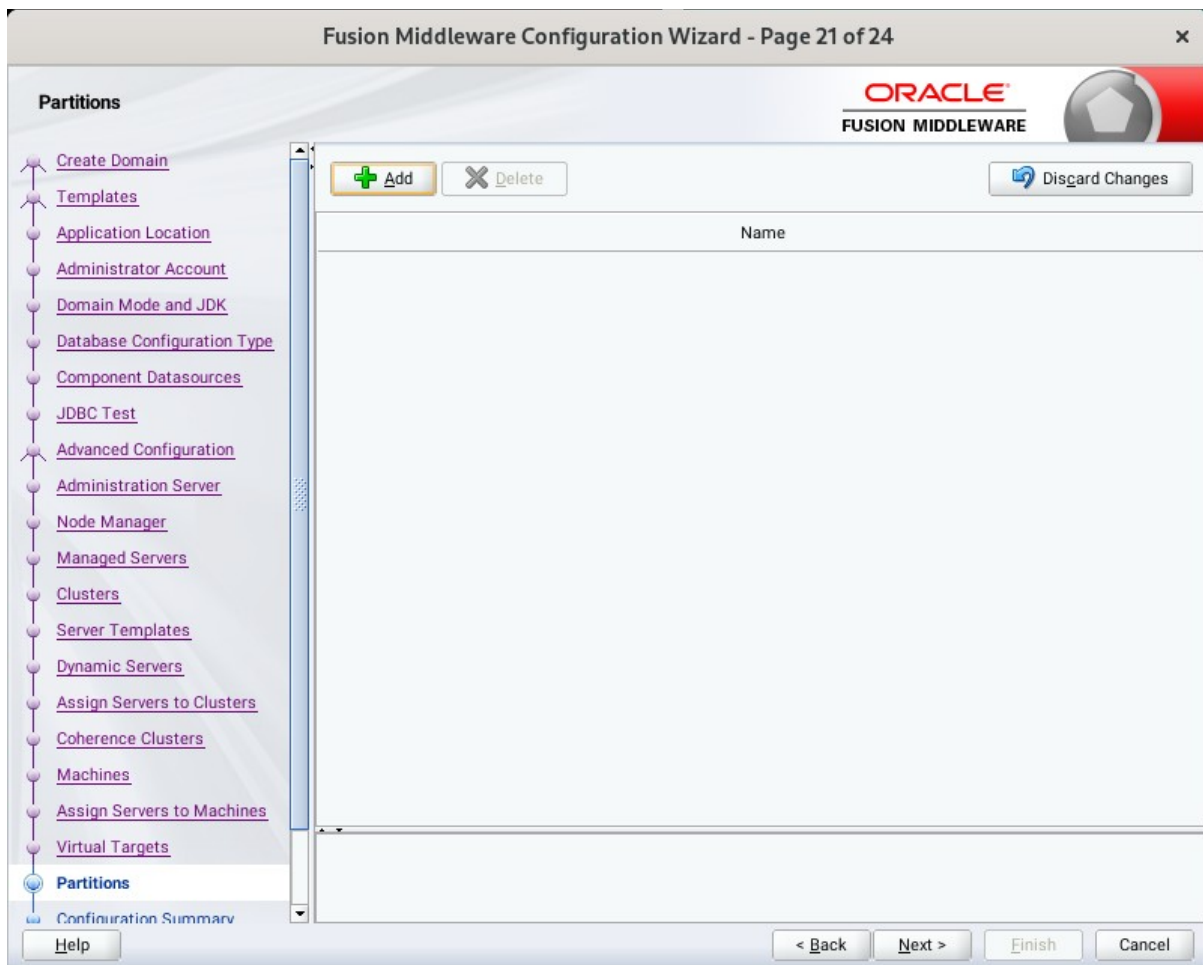 Fusion Middleware Configuration Wizard - Page 21 of 24
Partitions
ORACLE
FUSION MIDDLEWARE
Create Domain
Templates
Application Location
Administrator Account
Domain Mode and JDK
Database Configuration Type
Component Datasources
JDBC Test
Advanced Configuration
Administration Server
Node Manager
Managed Servers
Clusters
Server Templates
Dynamic Servers
Assign Servers to Clusters
Coherence Clusters
Machines
Assign Servers to Machines
Virtual Targets
Partitions
Configuration Summary
Add Delete Discard Changes
Name
Help < Back Next > Finish Cancel